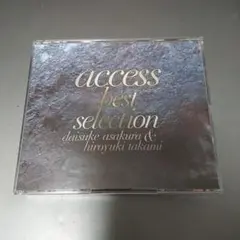 access
best
selection
daisuke asakura &
hiroyuki takami